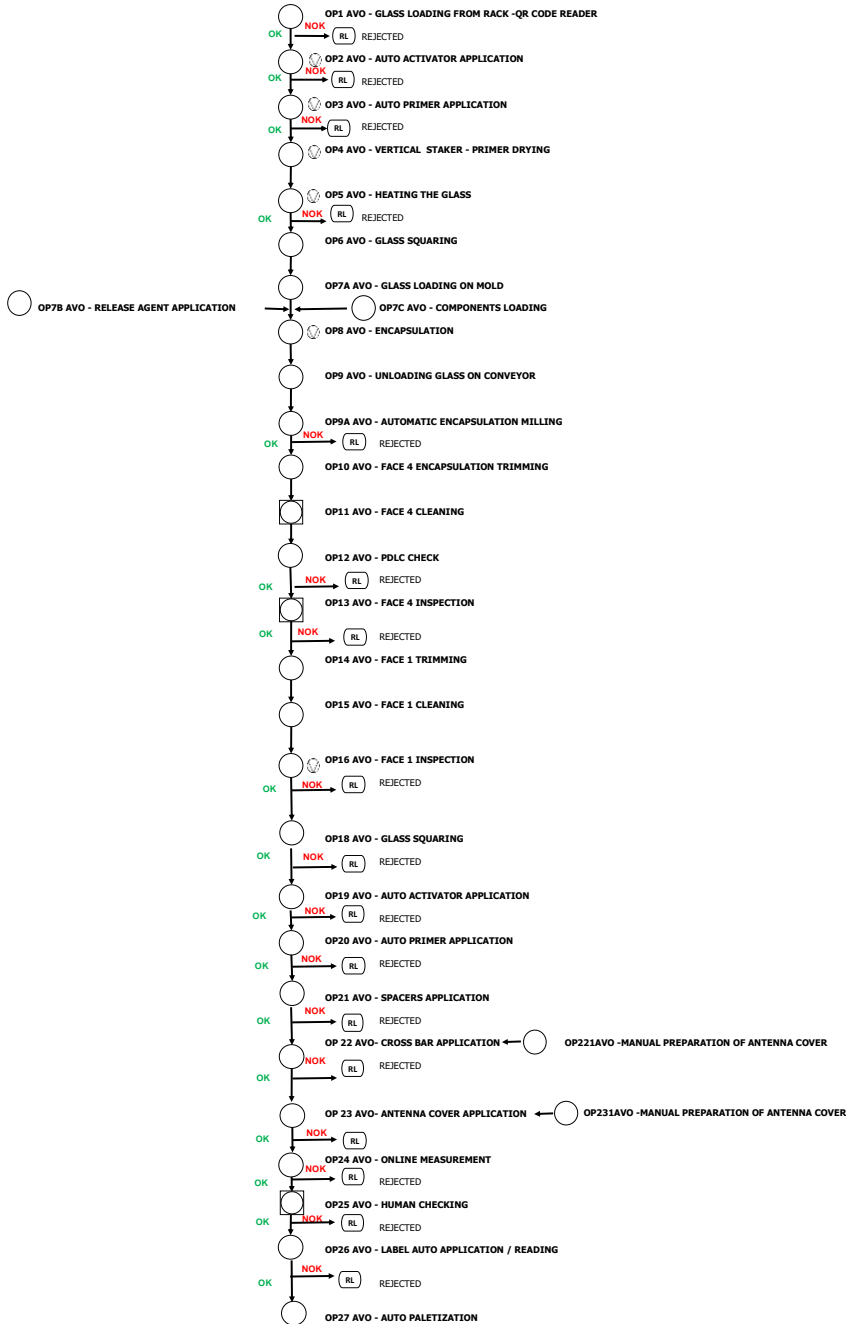 OP1 AVO - GLASS LOADING FROM RACK -QR CODE READER
OK NOK RL REJECTED
OP2 AVO - AUTO ACTIVATOR APPLICATION
OK NOK RL REJECTED
OP3 AVO - AUTO PRIMER APPLICATION
OK NOK RL REJECTED
OP4 AVO - VERTICAL STAKER - PRIMER DRYING
OP5 AVO - HEATING THE GLASS
OK NOK RL REJECTED
OP6 AVO - GLASS SQUARING
OP7A AVO - GLASS LOADING ON MOLD
OP7B AVO - RELEASE AGENT APPLICATION OP7C AVO - COMPONENTS LOADING
OP8 AVO - ENCAPSULATION
OP9 AVO - UNLOADING GLASS ON CONVEYOR
OP9A AVO - AUTOMATIC ENCAPSULATION MILLING
OK NOK RL REJECTED
OP10 AVO - FACE 4 ENCAPSULATION TRIMMING
OP11 AVO - FACE 4 CLEANING
OP12 AVO - PDLC CHECK
OK NOK RL REJECTED
OP13 AVO - FACE 4 INSPECTION
OK NOK RL REJECTED
OP14 AVO - FACE 1 TRIMMING
OP15 AVO - FACE 1 CLEANING
OP16 AVO - FACE 1 INSPECTION
OK NOK RL REJECTED
OP18 AVO - GLASS SQUARING
OK NOK RL REJECTED
OP19 AVO - AUTO ACTIVATOR APPLICATION
OK NOK RL REJECTED
OP20 AVO - AUTO PRIMER APPLICATION
OK NOK RL REJECTED
OP21 AVO - SPACERS APPLICATION
OK NOK RL REJECTED
OP 22 AVO- CROSS BAR APPLICATION OP221AVO -MANUAL PREPARATION OF ANTENNA COVER
OK NOK RL REJECTED
OP 23 AVO- ANTENNA COVER APPLICATION OP231AVO -MANUAL PREPARATION OF ANTENNA COVER
OK NOK RL
OP24 AVO - ONLINE MEASUREMENT
OK NOK RL REJECTED
OP25 AVO - HUMAN CHECKING
OK NOK RL REJECTED
OP26 AVO - LABEL AUTO APPLICATION / READING
OK NOK RL REJECTED
OP27 AVO - AUTO PALETIZATION